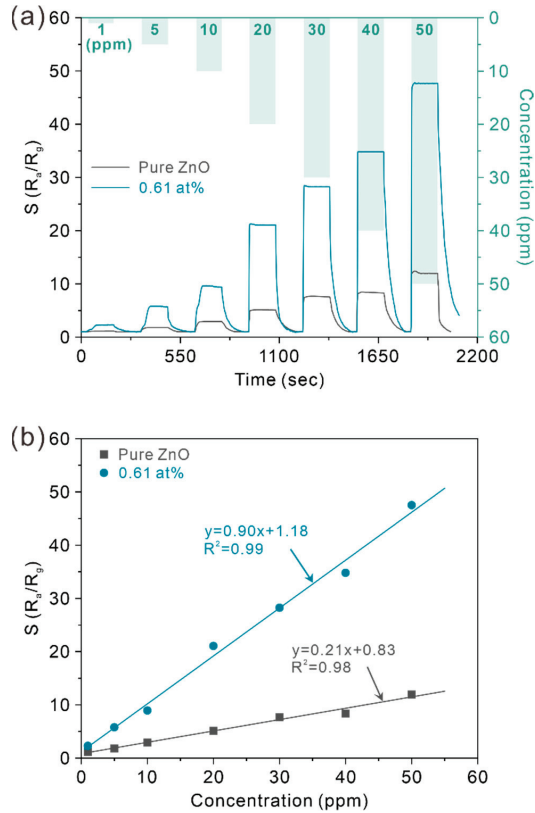 (a)
60
50
40
30
20
10
0
S (Rₐ/R_g)
1
(ppm)
5
10
20
30
40
50
Pure ZnO
0.61 at%
0
10
20
30
40
50
60
Concentration (ppm)
0
550
1100
1650
2200
Time (sec)
(b)
60
50
40
30
20
10
0
S (Rₐ/R_g)
Pure ZnO
0.61 at%
y=0.90x+1.18
R²=0.99
y=0.21x+0.83
R²=0.98
0
10
20
30
40
50
60
Concentration (ppm)